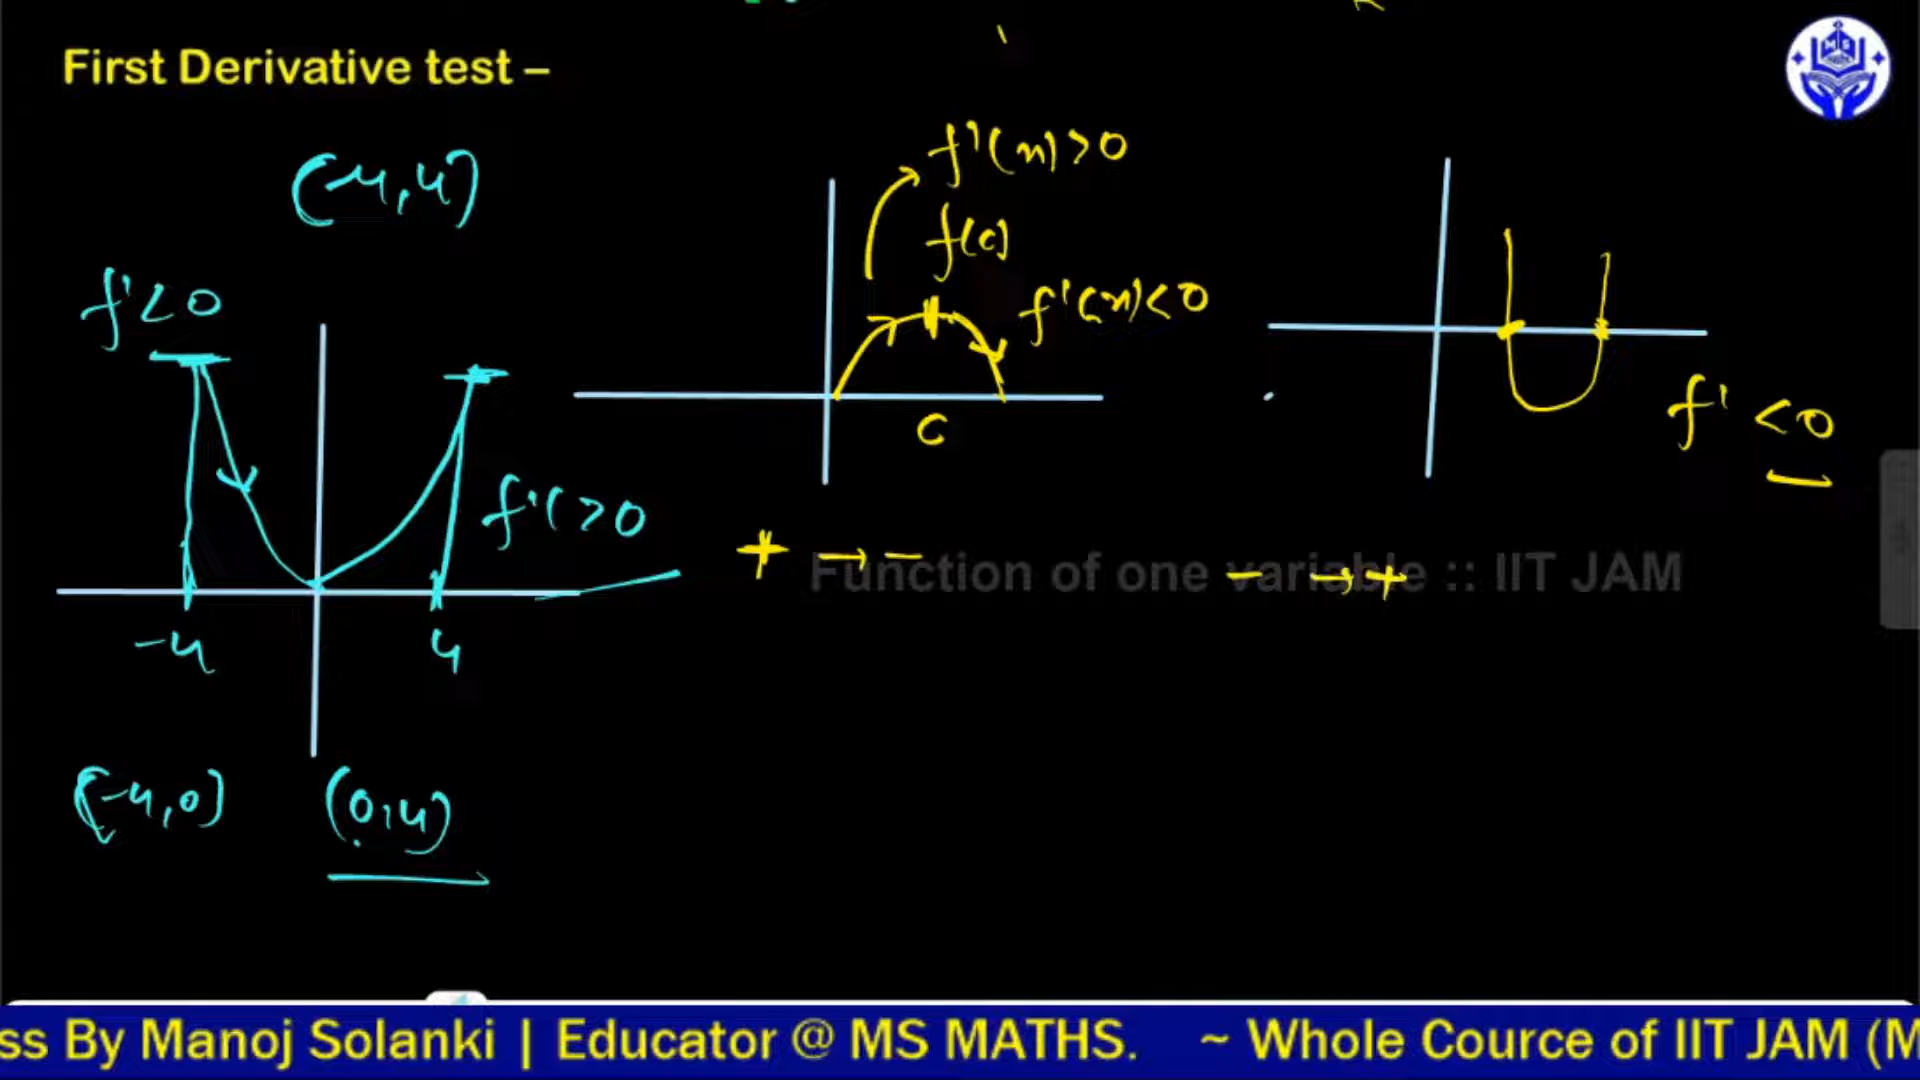 First Derivative test –
(-4,4)
f'(x)>0
f(c)
f'<0
f'(x)<0
f' <0
c
f'(>0
+ → -
- → +
Function of one variable :: IIT JAM
-4
4
(-4,0)
(0,4)
ss By Manoj Solanki | Educator @ MS MATHS. ~ Whole Cource of IIT JAM (M